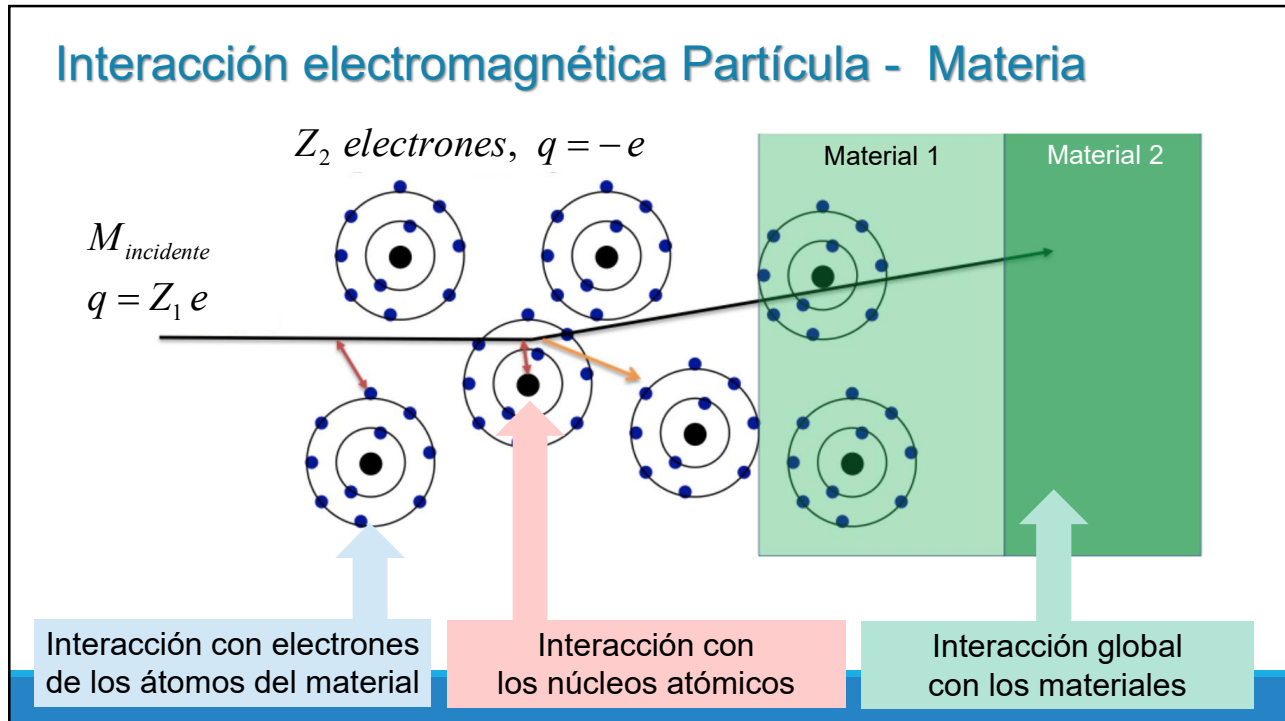 Interacción electromagnética Partícula - Materia
Z₂ electrones, q = − e
Material 1
Material 2
M incidente
q = Z₁ e
Interacción con electrones
de los átomos del material
Interacción con
los núcleos atómicos
Interacción global
con los materiales